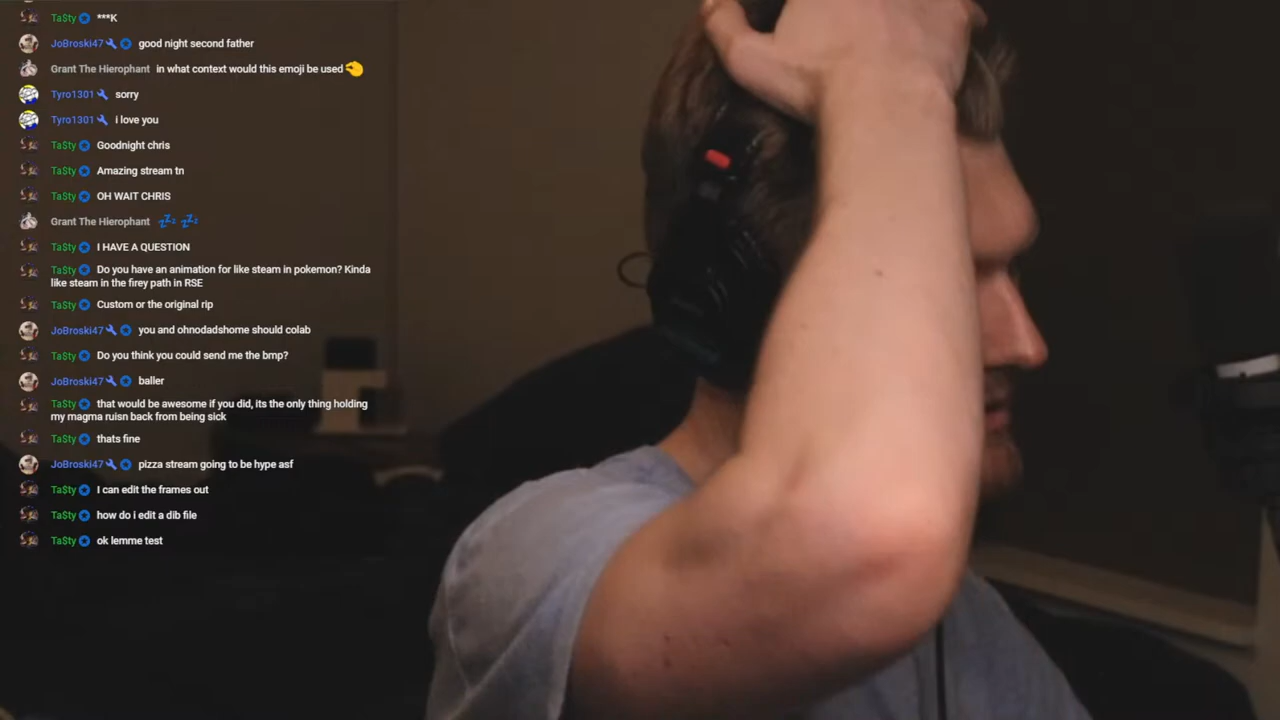 Ta$ty ***K
JoBroski47 good night second father
Grant The Hierophant in what context would this emoji be used
Tyro1301 sorry
Tyro1301 i love you
Ta$ty Goodnight chris
Ta$ty Amazing stream tn
Ta$ty OH WAIT CHRIS
Grant The Hierophant
Ta$ty I HAVE A QUESTION
Ta$ty Do you have an animation for like steam in pokemon? Kinda
like steam in the firey path in RSE
Ta$ty Custom or the original rip
JoBroski47 you and ohnodadshome should colab
Ta$ty Do you think you could send me the bmp?
JoBroski47 baller
Ta$ty that would be awesome if you did, its the only thing holding
my magma ruisn back from being sick
Ta$ty thats fine
JoBroski47 pizza stream going to be hype asf
Ta$ty I can edit the frames out
Ta$ty how do i edit a dib file
Ta$ty ok lemme test